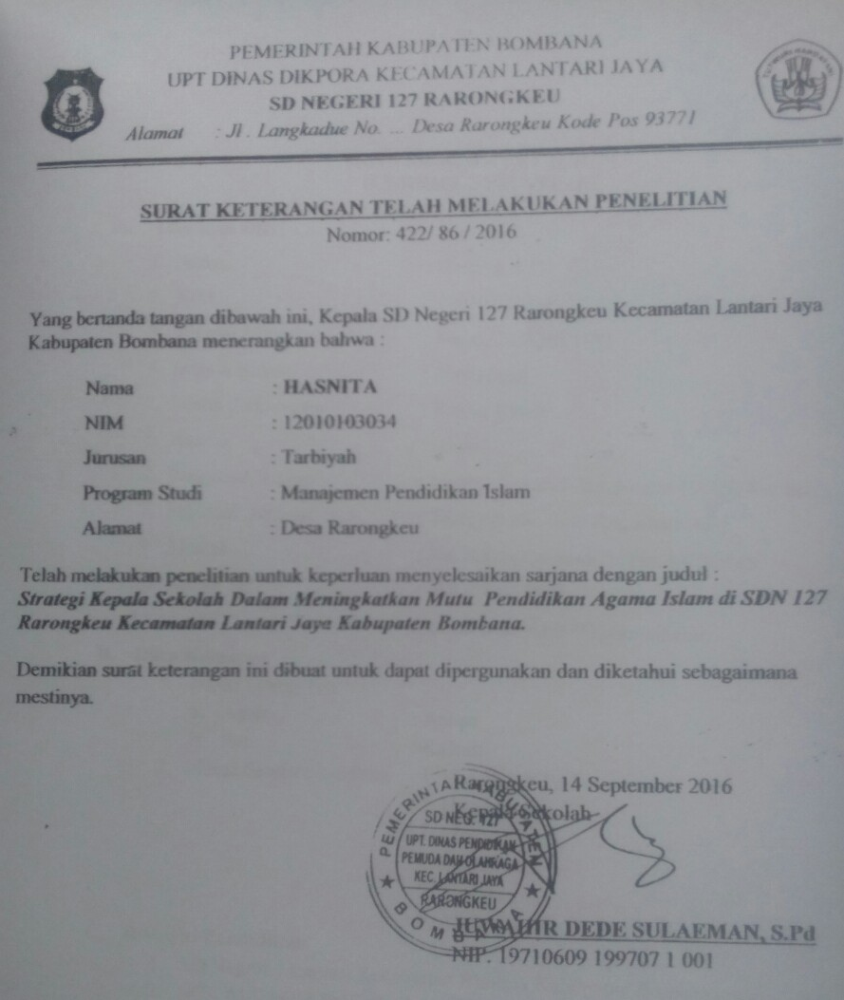 PEMERINTAH KABUPATEN BOMBANA
UPT DINAS DIKPORA KECAMATAN LANTARI JAYA
SD NEGERI 127 RARONGKEU
Alamat : Jl . Langkadue No. ... Desa Rarongkeu Kode Pos 93771
SURAT KETERANGAN TELAH MELAKUKAN PENELITIAN
Nomor: 422/ 86 / 2016
Yang bertanda tangan dibawah ini, Kepala SD Negeri 127 Rarongkeu Kecamatan Lantari Jaya
Kabupaten Bombana menerangkan bahwa :
Nama : HASNITA
NIM : 12010103034
Jurusan : Tarbiyah
Program Studi : Manajemen Pendidikan Islam
Alamat : Desa Rarongkeu
Telah melakukan penelitian untuk keperluan menyelesaikan sarjana dengan judul :
Strategi Kepala Sekolah Dalam Meningkatkan Mutu Pendidikan Agama Islam di SDN 127
Rarongkeu Kecamatan Lantari Jaya Kabupaten Bombana.
Demikian surat keterangan ini dibuat untuk dapat dipergunakan dan diketahui sebagaimana
mestinya.
Rarongkeu, 14 September 2016
Kepala Sekolah
PEMERINTAH KABUPATEN
SD NEG. 127
UPT. DINAS PENDIDIKAN
PEMUDA DAN OLAHRAGA
KEC. LANTARI JAYA
RARONGKEU
BOMBANA
JUWAHIR DEDE SULAEMAN, S.Pd
NIP. 19710609 199707 1 001